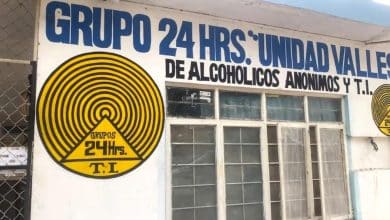 GRUPO 24 HRS. "UNIDAD VALLES
DE ALCOHOLICOS ANONIMOS Y T.I.
GRUPOS
24Hrs.
T.I